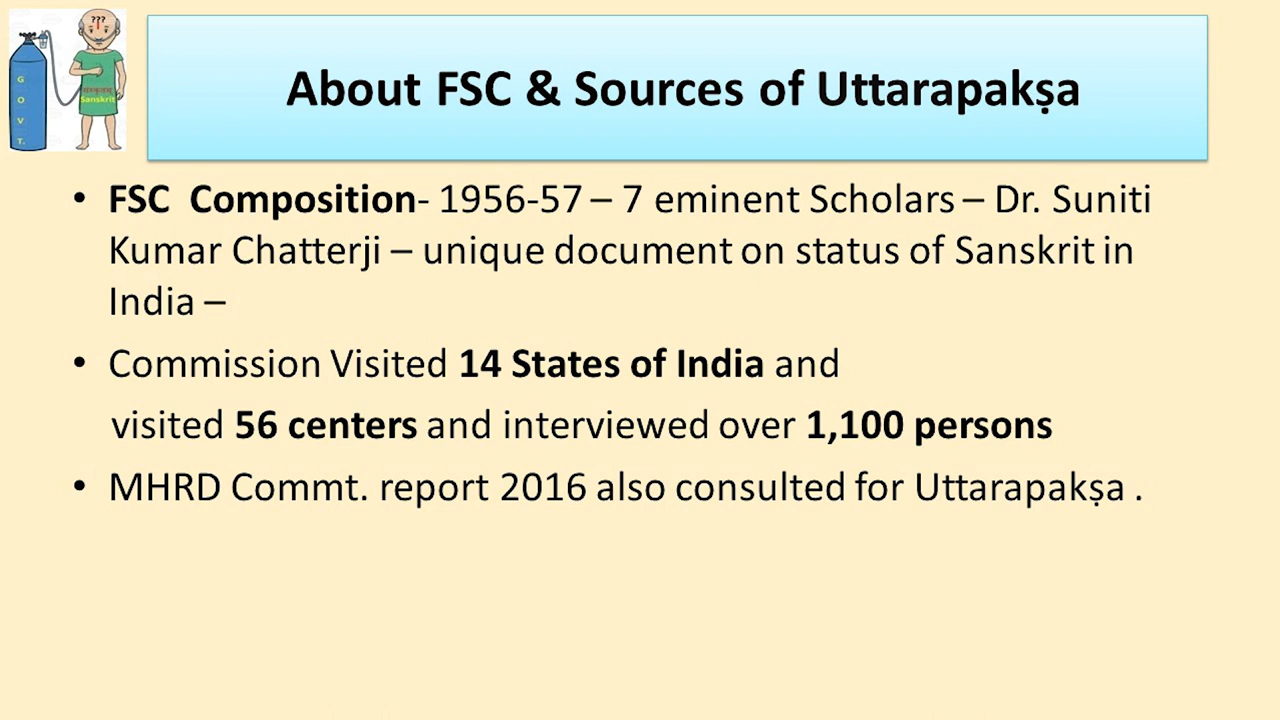 ???
G
O
V
T.
संस्कृतम्
Sanskrit
About FSC & Sources of Uttarapakṣa
• FSC Composition- 1956-57 – 7 eminent Scholars – Dr. Suniti
Kumar Chatterji – unique document on status of Sanskrit in
India –
• Commission Visited 14 States of India and
visited 56 centers and interviewed over 1,100 persons
• MHRD Commt. report 2016 also consulted for Uttarapakṣa .